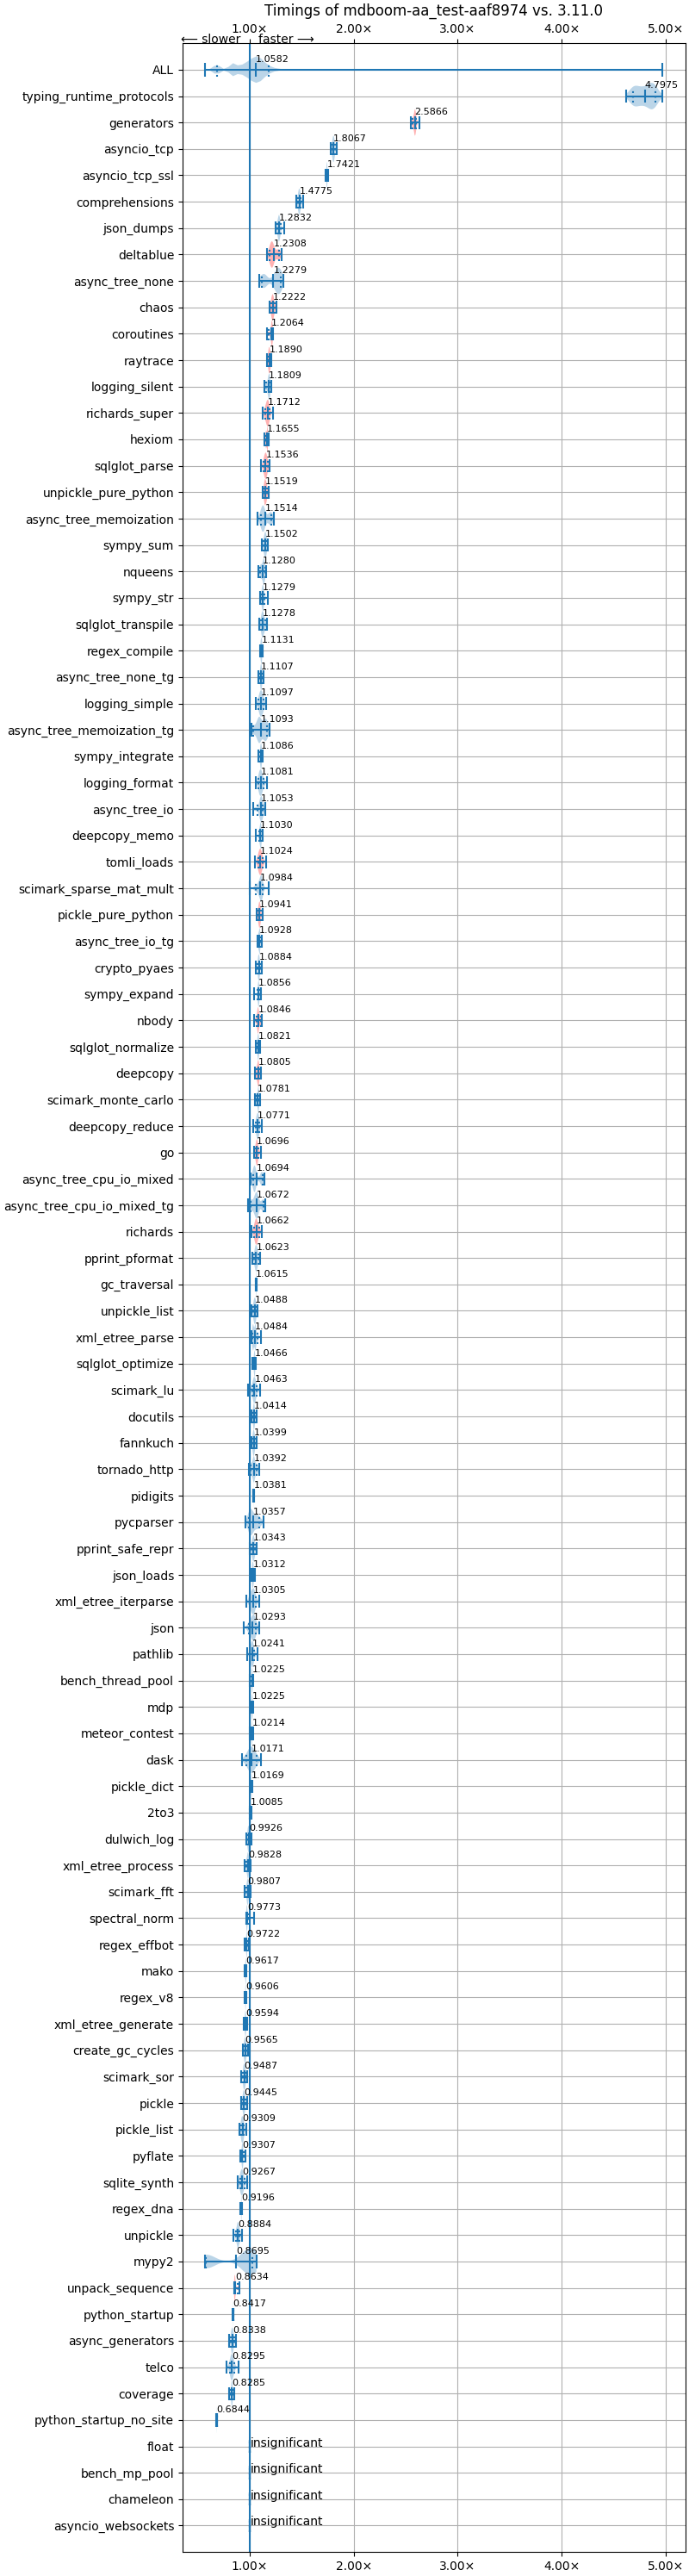 Timings of mdboom-aa_test-aaf8974 vs. 3.11.0
1.00× 2.00× 3.00× 4.00× 5.00×
⟵ slower faster ⟶
ALL 1.0582
typing_runtime_protocols 4.7975
generators 2.5866
asyncio_tcp 1.8067
asyncio_tcp_ssl 1.7421
comprehensions 1.4775
json_dumps 1.2832
deltablue 1.2308
async_tree_none 1.2279
chaos 1.2222
coroutines 1.2064
raytrace 1.1890
logging_silent 1.1809
richards_super 1.1712
hexiom 1.1655
sqlglot_parse 1.1536
unpickle_pure_python 1.1519
async_tree_memoization 1.1514
sympy_sum 1.1502
nqueens 1.1280
sympy_str 1.1279
sqlglot_transpile 1.1278
regex_compile 1.1131
async_tree_none_tg 1.1107
logging_simple 1.1097
async_tree_memoization_tg 1.1093
sympy_integrate 1.1086
logging_format 1.1081
async_tree_io 1.1053
deepcopy_memo 1.1030
tomli_loads 1.1024
scimark_sparse_mat_mult 1.0984
pickle_pure_python 1.0941
async_tree_io_tg 1.0928
crypto_pyaes 1.0884
sympy_expand 1.0856
nbody 1.0846
sqlglot_normalize 1.0821
deepcopy 1.0805
scimark_monte_carlo 1.0781
deepcopy_reduce 1.0771
go 1.0696
async_tree_cpu_io_mixed 1.0694
async_tree_cpu_io_mixed_tg 1.0672
richards 1.0662
pprint_pformat 1.0623
gc_traversal 1.0615
unpickle_list 1.0488
xml_etree_parse 1.0484
sqlglot_optimize 1.0466
scimark_lu 1.0463
docutils 1.0414
fannkuch 1.0399
tornado_http 1.0392
pidigits 1.0381
pycparser 1.0357
pprint_safe_repr 1.0343
json_loads 1.0312
xml_etree_iterparse 1.0305
json 1.0293
pathlib 1.0241
bench_thread_pool 1.0225
mdp 1.0225
meteor_contest 1.0214
dask 1.0171
pickle_dict 1.0169
2to3 1.0085
dulwich_log 0.9926
xml_etree_process 0.9828
scimark_fft 0.9807
spectral_norm 0.9773
regex_effbot 0.9722
mako 0.9617
regex_v8 0.9606
xml_etree_generate 0.9594
create_gc_cycles 0.9565
scimark_sor 0.9487
pickle 0.9445
pickle_list 0.9309
pyflate 0.9307
sqlite_synth 0.9267
regex_dna 0.9196
unpickle 0.8884
mypy2 0.8695
unpack_sequence 0.8634
python_startup 0.8417
async_generators 0.8338
telco 0.8295
coverage 0.8285
python_startup_no_site 0.6844
float insignificant
bench_mp_pool insignificant
chameleon insignificant
asyncio_websockets insignificant
1.00× 2.00× 3.00× 4.00× 5.00×